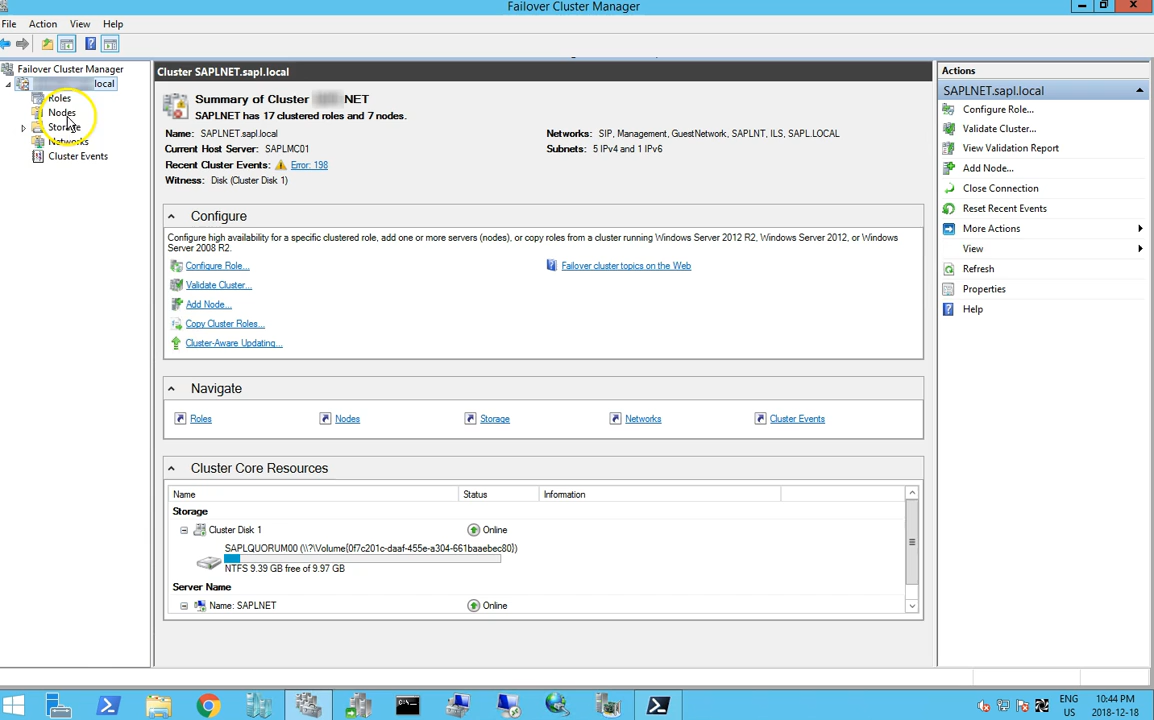 Failover Cluster Manager
File Action View Help
Failover Cluster Manager
local
Roles
Nodes
Storage
Networks
Cluster Events
Cluster SAPLNET.sapl.local
Summary of Cluster NET
SAPLNET has 17 clustered roles and 7 nodes.
Name: SAPLNET.sapl.local
Current Host Server: SAPLMC01
Recent Cluster Events: Error: 198
Witness: Disk (Cluster Disk 1)
Networks: SIP, Management, GuestNetwork, SAPLNT, ILS, SAPL.LOCAL
Subnets: 5 IPv4 and 1 IPv6
Configure
Configure high availability for a specific clustered role, add one or more servers (nodes), or copy roles from a cluster running Windows Server 2012 R2, Windows Server 2012, or Windows
Server 2008 R2.
Configure Role...
Validate Cluster...
Add Node...
Copy Cluster Roles...
Cluster-Aware Updating...
Failover cluster topics on the Web
Navigate
Roles Nodes Storage Networks Cluster Events
Cluster Core Resources
Name Status Information
Storage
Cluster Disk 1 Online
SAPLQUORUM00 (\\?\Volume{0f7c201c-daaf-455e-a304-661baaebec80})
NTFS 9.39 GB free of 9.97 GB
Server Name
Name: SAPLNET Online
Actions
SAPLNET.sapl.local
Configure Role...
Validate Cluster...
View Validation Report
Add Node...
Close Connection
Reset Recent Events
More Actions
View
Refresh
Properties
Help
ENG
US
10:44 PM
2018-12-18